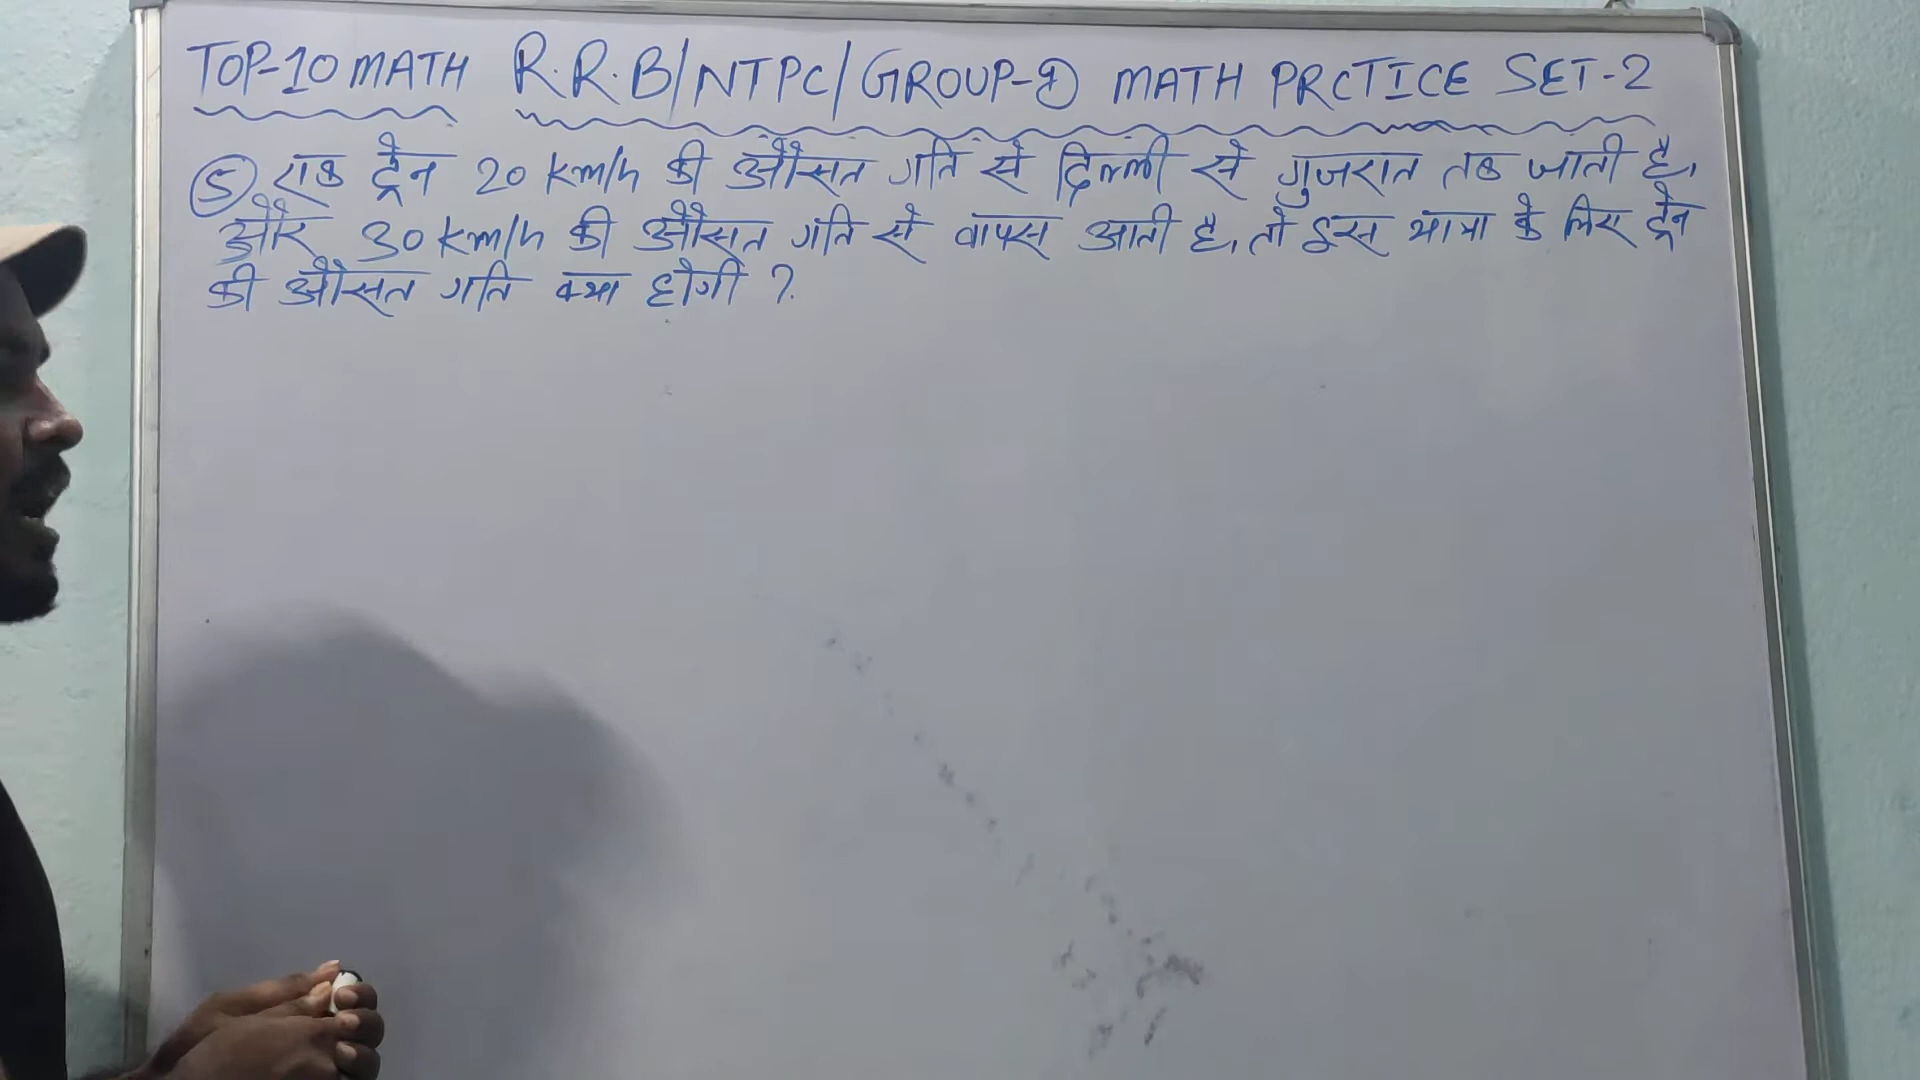 TOP-10 MATH R.R.B/NTPC/GROUP-D MATH PRCTICE SET-2
(5) एक ट्रेन 20 km/h की औसत गति से दिल्ली से गुजरात तक जाती है,
और 30 km/h की औसत गति से वापस आती है, तो इस यात्रा के लिए ट्रेन
की औसत गति क्या होगी ?